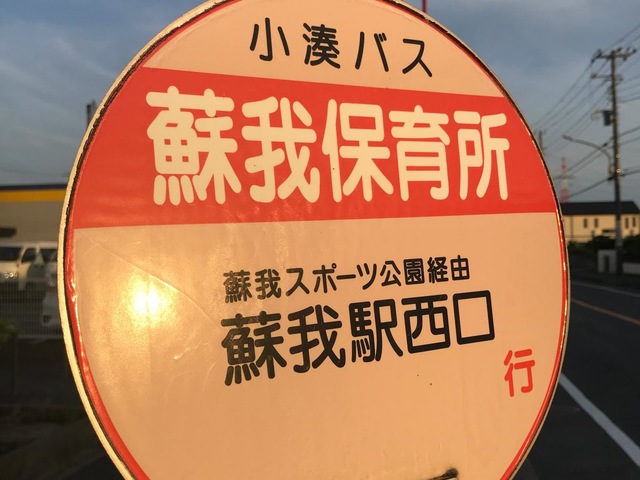 小湊バス
蘇我保育所
蘇我スポーツ公園経由
蘇我駅西口
行